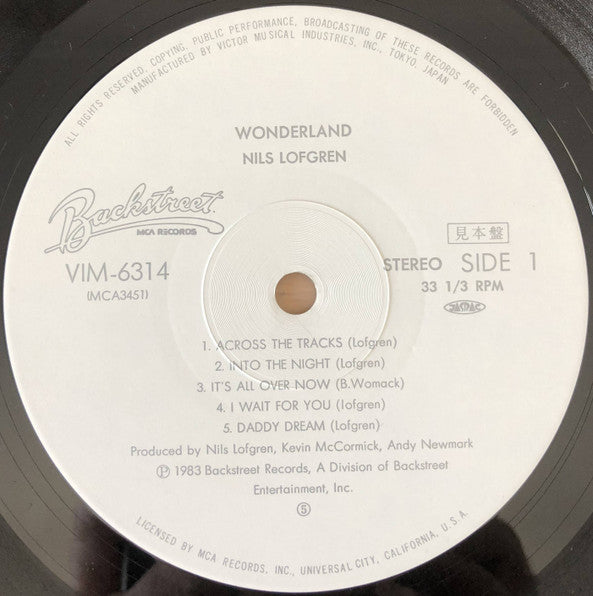 ALL RIGHTS RESERVED. COPYING, PUBLIC PERFORMANCE, BROADCASTING OF THESE RECORDS ARE FORBIDDEN
MANUFACTURED BY VICTOR MUSICAL INDUSTRIES, INC., TOKYO, JAPAN
WONDERLAND
NILS LOFGREN
Backstreet
MCA RECORDS
見本盤
VIM-6314
(MCA3451)
STEREO SIDE 1
33 1/3 RPM
JASRAC
1. ACROSS THE TRACKS (Lofgren)
2. INTO THE NIGHT (Lofgren)
3. IT'S ALL OVER NOW (B.Womack)
4. I WAIT FOR YOU (lofgren)
5. DADDY DREAM (Lofgren)
Produced by Nils Lofgren, Kevin McCormick, Andy Newmark
Ⓟ 1983 Backstreet Records, A Division of Backstreet
Entertainment, Inc.
⑤
LICENSED BY MCA RECORDS, INC., UNIVERSAL CITY, CALIFORNIA, U.S.A.